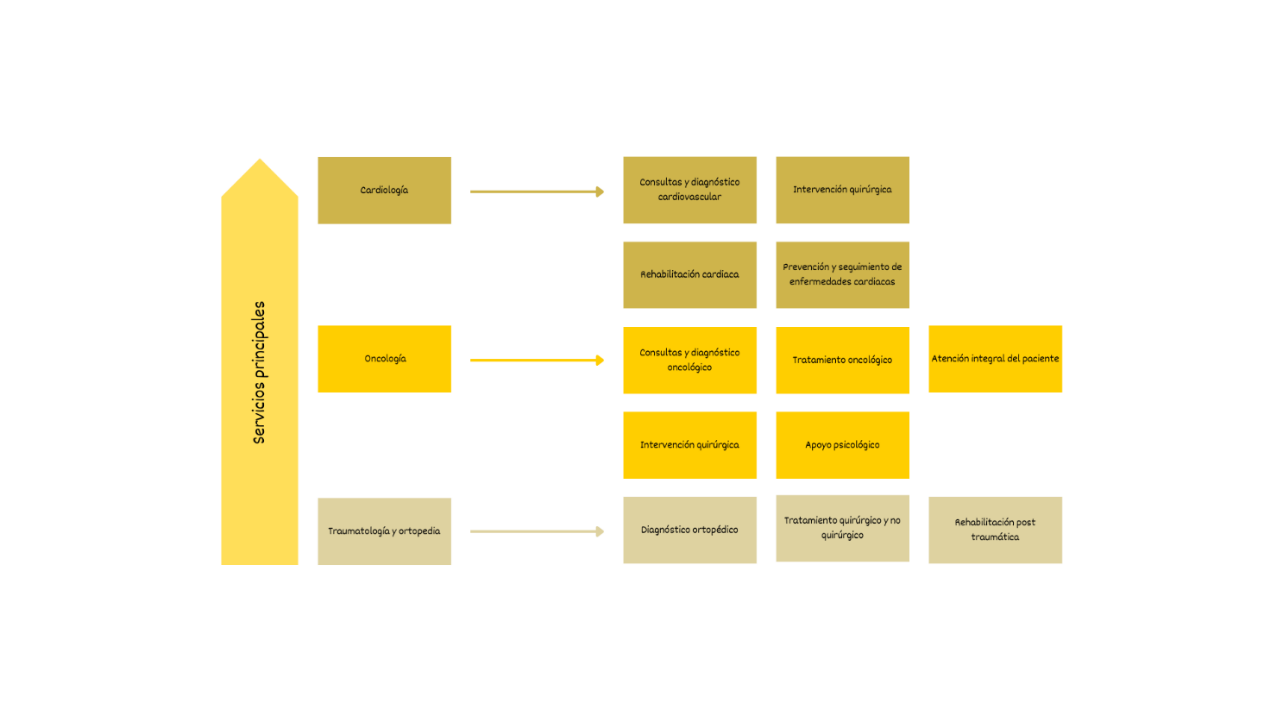 Servicios principales
Cardiología
Consultas y diagnóstico
cardiovascular
Intervención quirúrgica
Rehabilitación cardiaca
Prevención y seguimiento de
enfermedades cardiacas
Oncología
Consultas y diagnóstico
oncológico
Tratamiento oncológico
Atención integral del paciente
Intervención quirúrgica
Apoyo psicológico
Traumatología y ortopedia
Diagnóstico ortopédico
Tratamiento quirúrgico y no
quirúrgico
Rehabilitación post
traumática